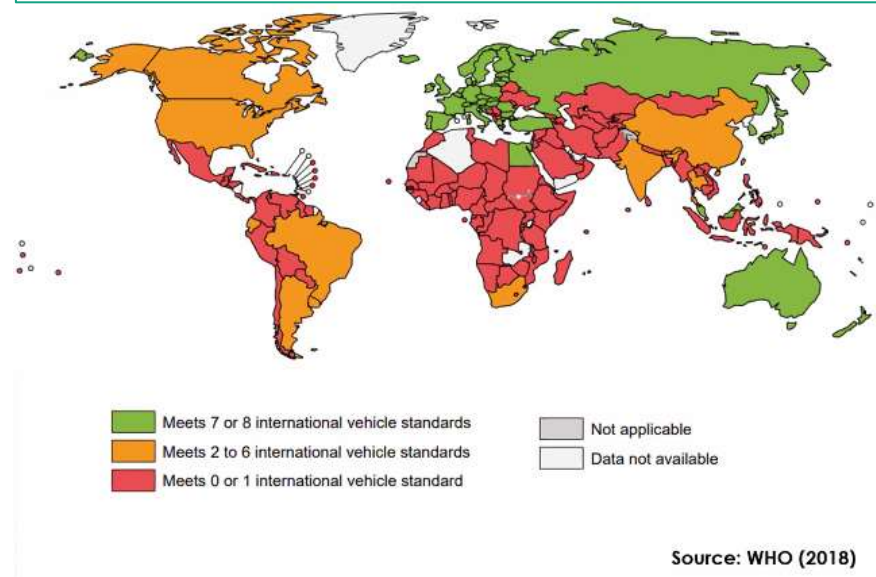 Meets 7 or 8 international vehicle standards
Meets 2 to 6 international vehicle standards
Meets 0 or 1 international vehicle standard
Not applicable
Data not available
Source: WHO (2018)